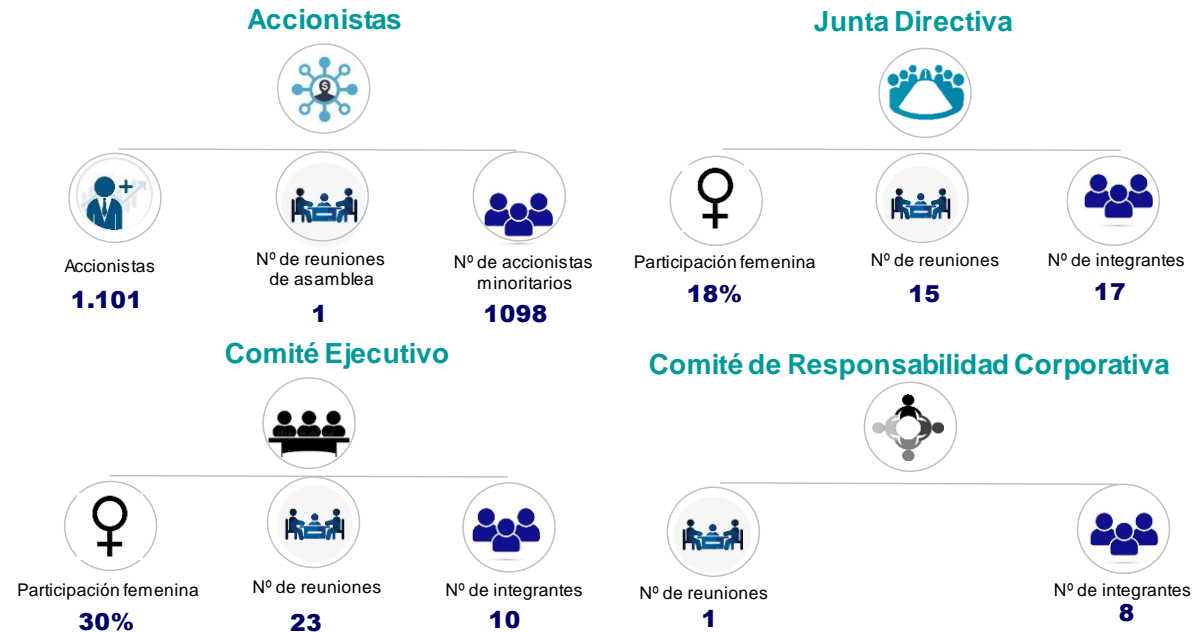 Accionistas
Accionistas
1.101
Nº de reuniones
de asamblea
1
Nº de accionistas
minoritarios
1098
Junta Directiva
Participación femenina
18%
Nº de reuniones
15
Nº de integrantes
17
Comité Ejecutivo
Participación femenina
30%
Nº de reuniones
23
Nº de integrantes
10
Comité de Responsabilidad Corporativa
Nº de reuniones
1
Nº de integrantes
8